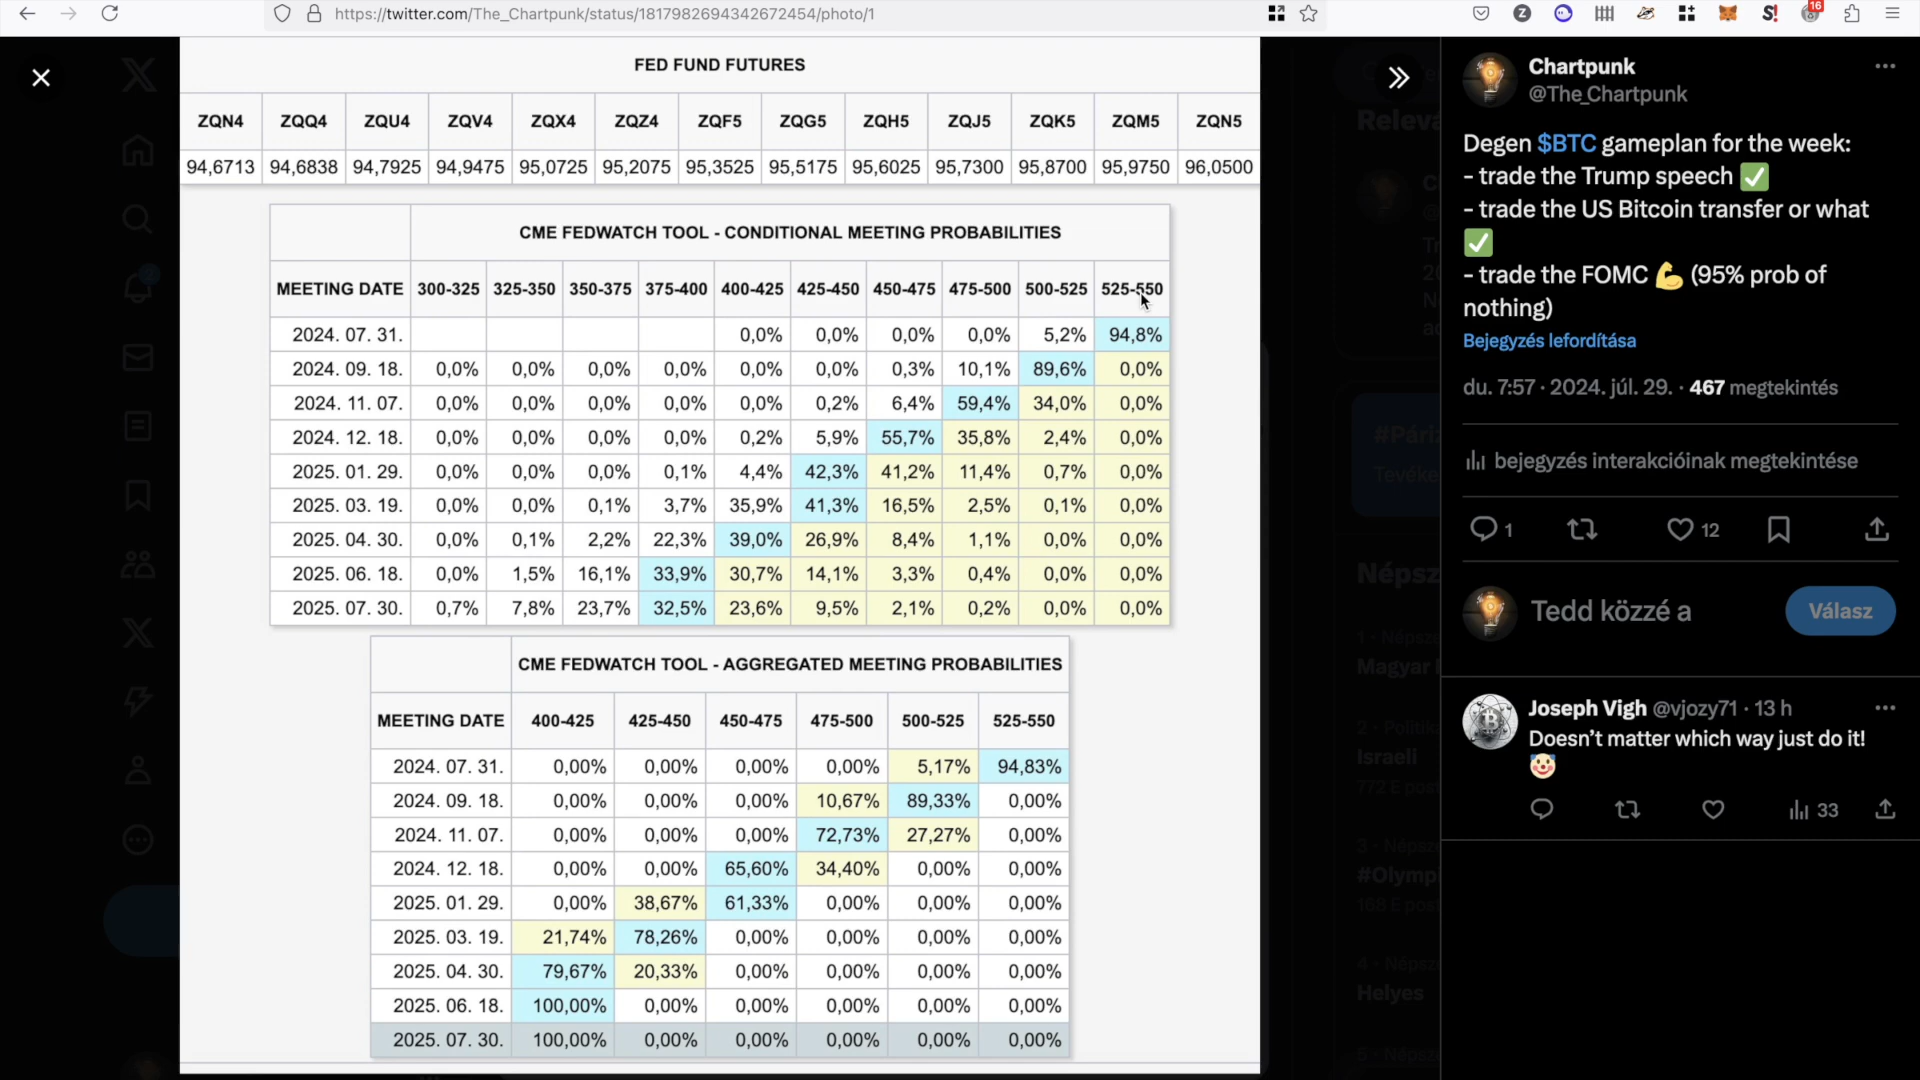 https://twitter.com/The_Chartpunk/status/1817982694342672454/photo/1
16
FED FUND FUTURES
ZQN4 ZQQ4 ZQU4 ZQV4 ZQX4 ZQZ4 ZQF5 ZQG5 ZQH5 ZQJ5 ZQK5 ZQM5 ZQN5
94,6713 94,6838 94,7925 94,9475 95,0725 95,2075 95,3525 95,5175 95,6025 95,7300 95,8700 95,9750 96,0500
CME FEDWATCH TOOL - CONDITIONAL MEETING PROBABILITIES
MEETING DATE 300-325 325-350 350-375 375-400 400-425 425-450 450-475 475-500 500-525 525-550
2024. 07. 31. 0,0% 0,0% 0,0% 0,0% 5,2% 94,8%
2024. 09. 18. 0,0% 0,0% 0,0% 0,0% 0,0% 0,0% 0,3% 10,1% 89,6% 0,0%
2024. 11. 07. 0,0% 0,0% 0,0% 0,0% 0,0% 0,2% 6,4% 59,4% 34,0% 0,0%
2024. 12. 18. 0,0% 0,0% 0,0% 0,0% 0,2% 5,9% 55,7% 35,8% 2,4% 0,0%
2025. 01. 29. 0,0% 0,0% 0,0% 0,1% 4,4% 42,3% 41,2% 11,4% 0,7% 0,0%
2025. 03. 19. 0,0% 0,0% 0,1% 3,7% 35,9% 41,3% 16,5% 2,5% 0,1% 0,0%
2025. 04. 30. 0,0% 0,1% 2,2% 22,3% 39,0% 26,9% 8,4% 1,1% 0,0% 0,0%
2025. 06. 18. 0,0% 1,5% 16,1% 33,9% 30,7% 14,1% 3,3% 0,4% 0,0% 0,0%
2025. 07. 30. 0,7% 7,8% 23,7% 32,5% 23,6% 9,5% 2,1% 0,2% 0,0% 0,0%
CME FEDWATCH TOOL - AGGREGATED MEETING PROBABILITIES
MEETING DATE 400-425 425-450 450-475 475-500 500-525 525-550
2024. 07. 31. 0,00% 0,00% 0,00% 0,00% 5,17% 94,83%
2024. 09. 18. 0,00% 0,00% 0,00% 10,67% 89,33% 0,00%
2024. 11. 07. 0,00% 0,00% 0,00% 72,73% 27,27% 0,00%
2024. 12. 18. 0,00% 0,00% 65,60% 34,40% 0,00% 0,00%
2025. 01. 29. 0,00% 38,67% 61,33% 0,00% 0,00% 0,00%
2025. 03. 19. 21,74% 78,26% 0,00% 0,00% 0,00% 0,00%
2025. 04. 30. 79,67% 20,33% 0,00% 0,00% 0,00% 0,00%
2025. 06. 18. 100,00% 0,00% 0,00% 0,00% 0,00% 0,00%
2025. 07. 30. 100,00% 0,00% 0,00% 0,00% 0,00% 0,00%
Népsz
Magyar
Israeli
#Olymp
Helyes
Chartpunk
@The_Chartpunk
Degen $BTC gameplan for the week:
- trade the Trump speech ✅
- trade the US Bitcoin transfer or what
✅
- trade the FOMC 💪 (95% prob of
nothing)
Bejegyzés lefordítása
du. 7:57 · 2024. júl. 29. · 467 megtekintés
bejegyzés interakcióinak megtekintése
1 12
Tedd közzé a
Válasz
Joseph Vigh @vjozy71 · 13 h
Doesn't matter which way just do it!
🤡
33